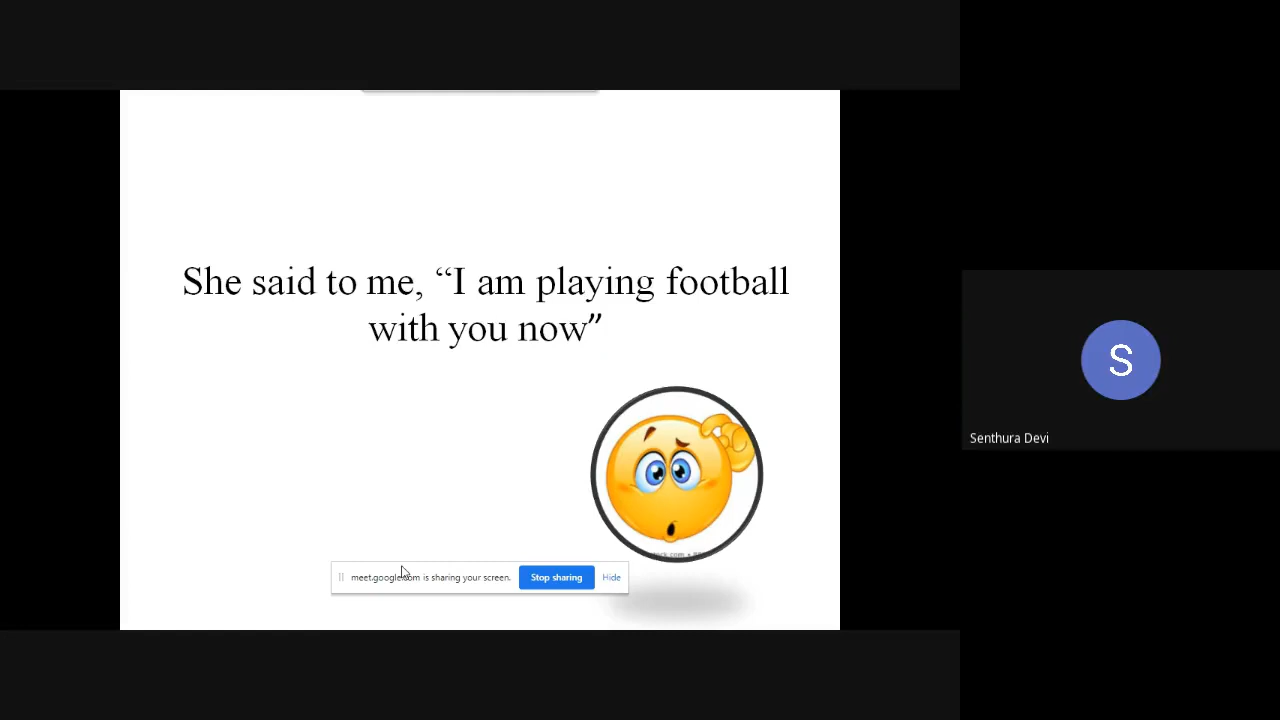 She said to me, “I am playing football
with you now”
meet.google.com is sharing your screen.
Stop sharing
Hide
S
Senthura Devi